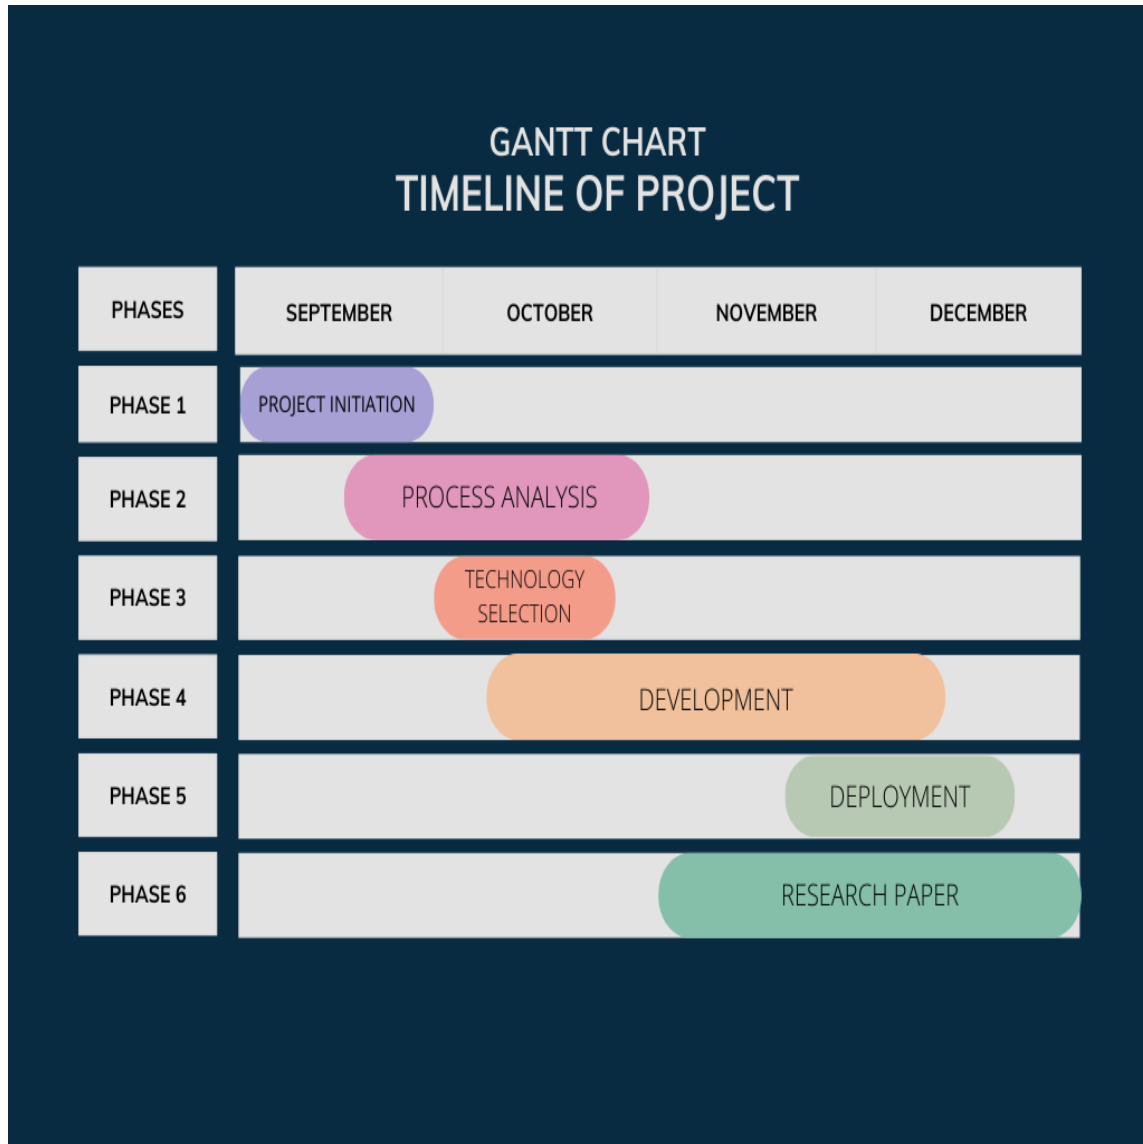 GANTT CHART
TIMELINE OF PROJECT
PHASES SEPTEMBER OCTOBER NOVEMBER DECEMBER
PHASE 1 PROJECT INITIATION
PHASE 2 PROCESS ANALYSIS
PHASE 3 TECHNOLOGY
SELECTION
PHASE 4 DEVELOPMENT
PHASE 5 DEPLOYMENT
PHASE 6 RESEARCH PAPER